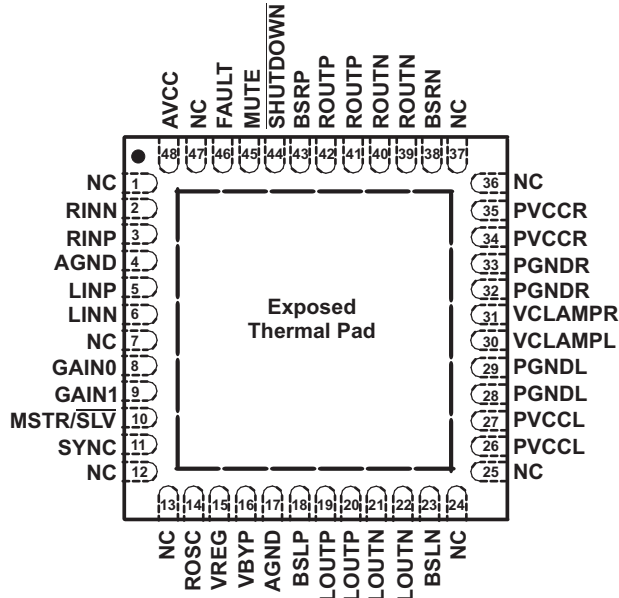 AVCC
NC
FAULT
MUTE
SHUTDOWN
BSRP
ROUTP
ROUTP
ROUTN
ROUTN
BSRN
NC
48 47 46 45 44 43 42 41 40 39 38 37
NC 1
RINN 2
RINP 3
AGND 4
LINP 5
LINN 6
NC 7
GAIN0 8
GAIN1 9
MSTR/SLV 10
SYNC 11
NC 12
Exposed
Thermal Pad
36 NC
35 PVCCR
34 PVCCR
33 PGNDR
32 PGNDR
31 VCLAMPR
30 VCLAMPL
29 PGNDL
28 PGNDL
27 PVCCL
26 PVCCL
25 NC
13 14 15 16 17 18 19 20 21 22 23 24
NC
ROSC
VREG
VBYP
AGND
BSLP
LOUTP
LOUTP
LOUTN
LOUTN
BSLN
NC